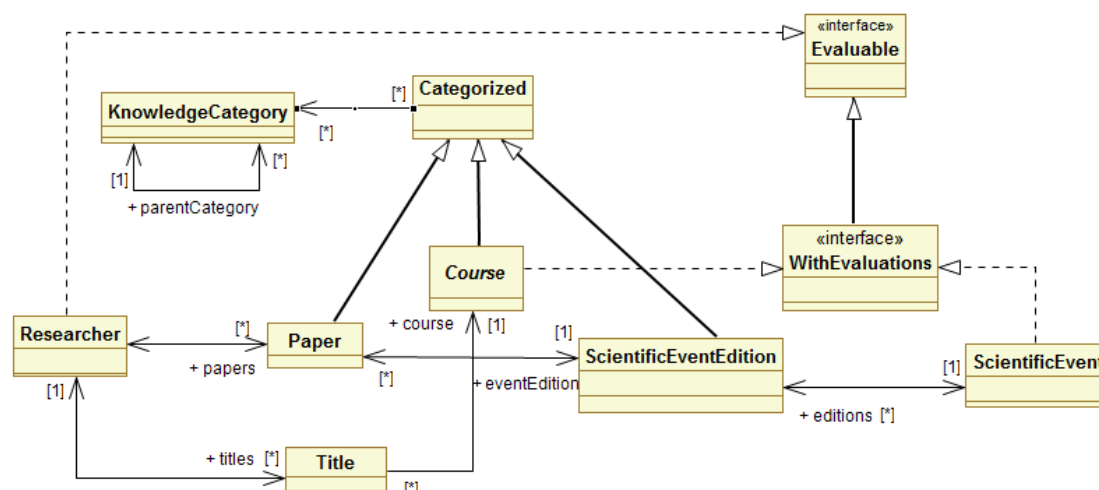 «interface»
Evaluable
Categorized
[*]
KnowledgeCategory
[*]
[1]
[*]
+ parentCategory
«interface»
WithEvaluations
Course
+ course
[1]
Researcher
[*]
Paper
+ papers
[1]
[*]
+ eventEdition
[1]
ScientificEventEdition
[1]
ScientificEvent
+ editions [*]
+ titles [*]
Title
[*]